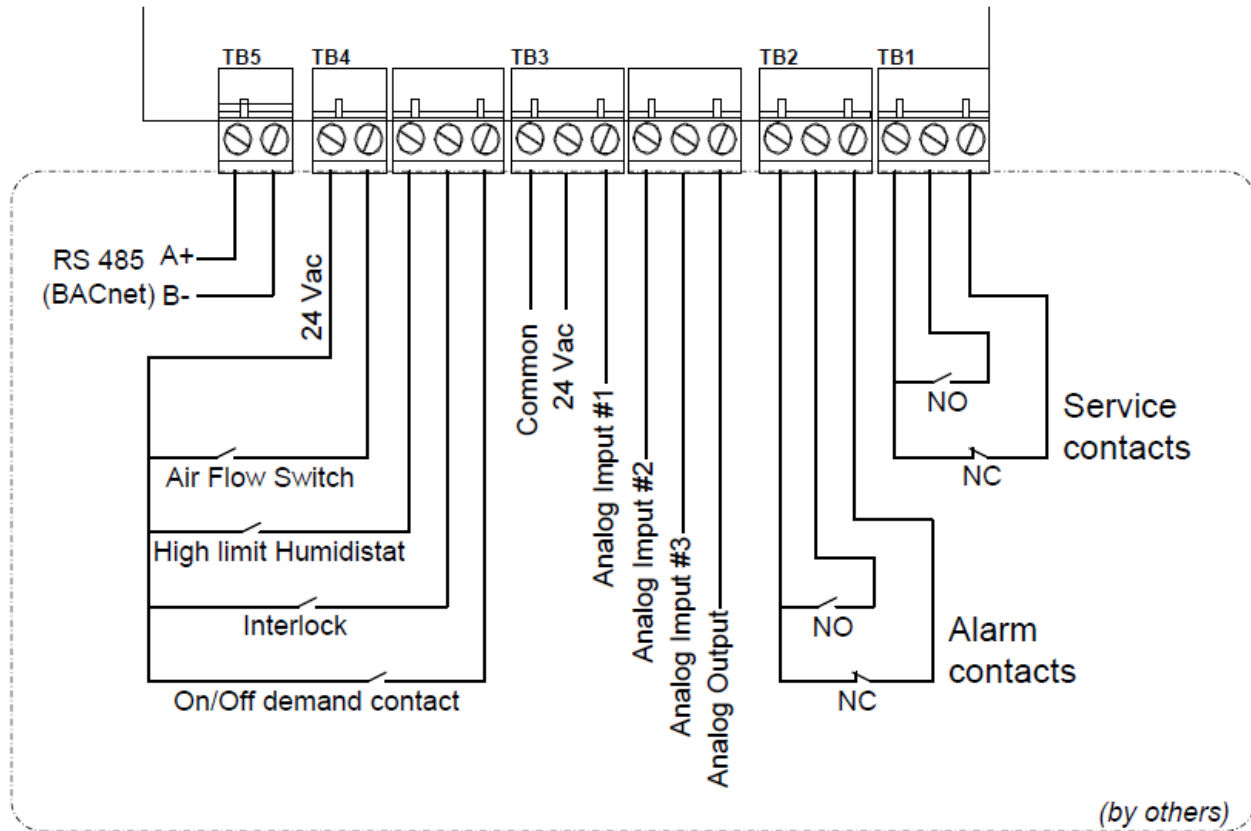 TB5
TB4
TB3
TB2
TB1
RS 485 A+
(BACnet) B-
24 Vac
Air Flow Switch
High limit Humidistat
Interlock
On/Off demand contact
Common
24 Vac
Analog Imput #1
Analog Imput #2
Analog Imput #3
Analog Output
NO
NC
Service
contacts
NO
NC
Alarm
contacts
(by others)